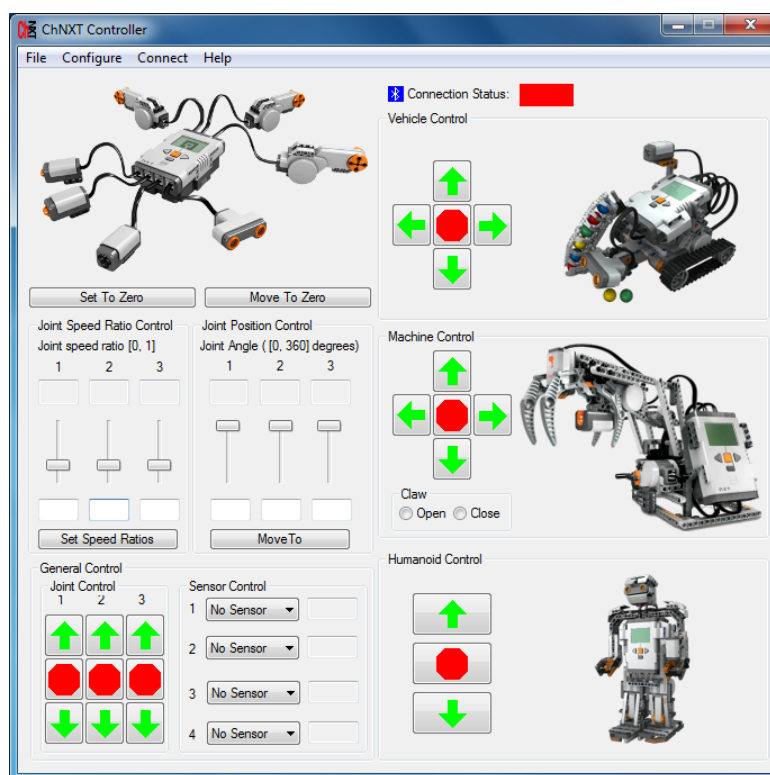 ChNXT Controller
File Configure Connect Help
Connection Status:
Vehicle Control
Set To Zero Move To Zero
Joint Speed Ratio Control
Joint speed ratio [0, 1]
1 2 3
Set Speed Ratios
Joint Position Control
Joint Angle ( [0, 360] degrees)
1 2 3
MoveTo
Machine Control
Claw
Open Close
General Control
Joint Control
1 2 3
Sensor Control
1 No Sensor
2 No Sensor
3 No Sensor
4 No Sensor
Humanoid Control